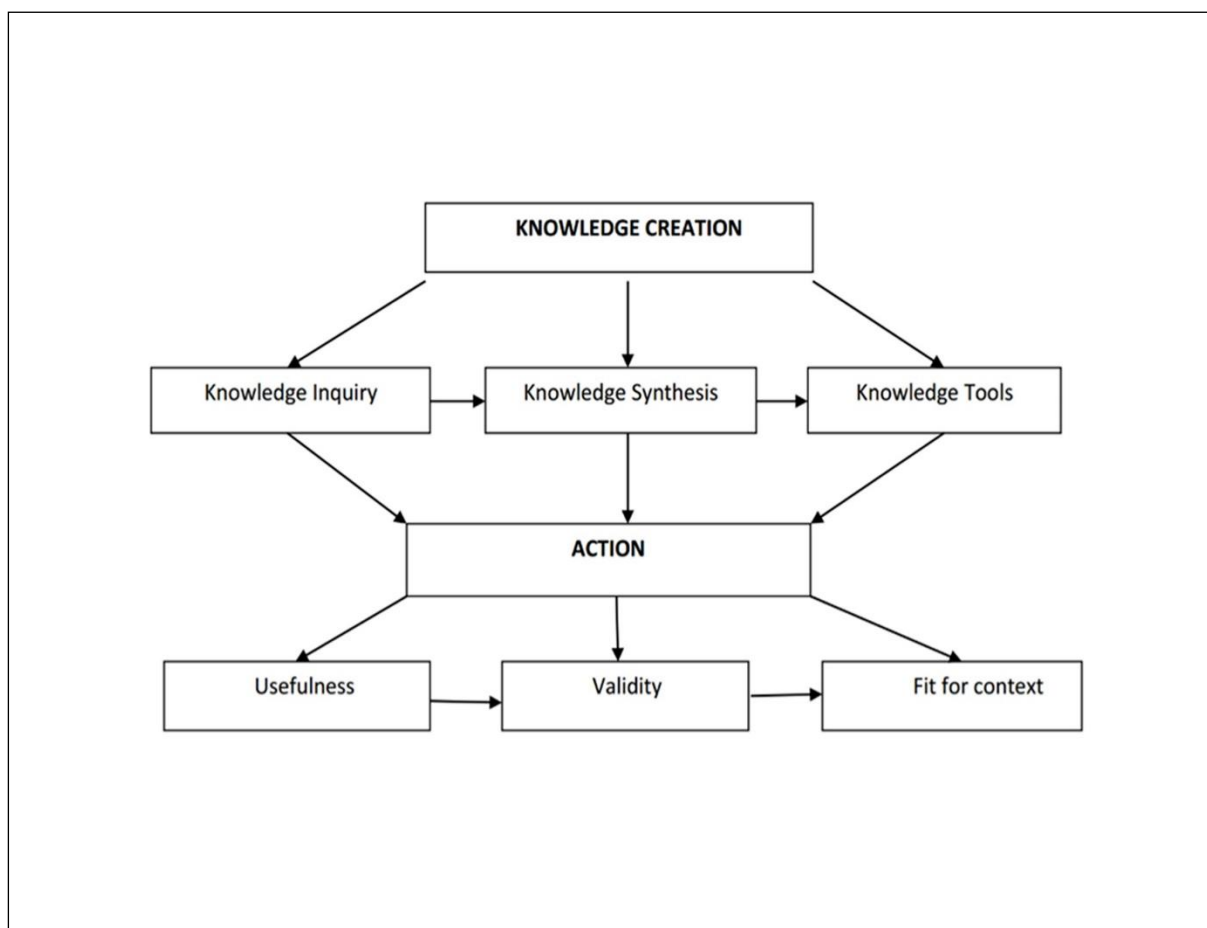 KNOWLEDGE CREATION
Knowledge Inquiry
Knowledge Synthesis
Knowledge Tools
ACTION
Usefulness
Validity
Fit for context